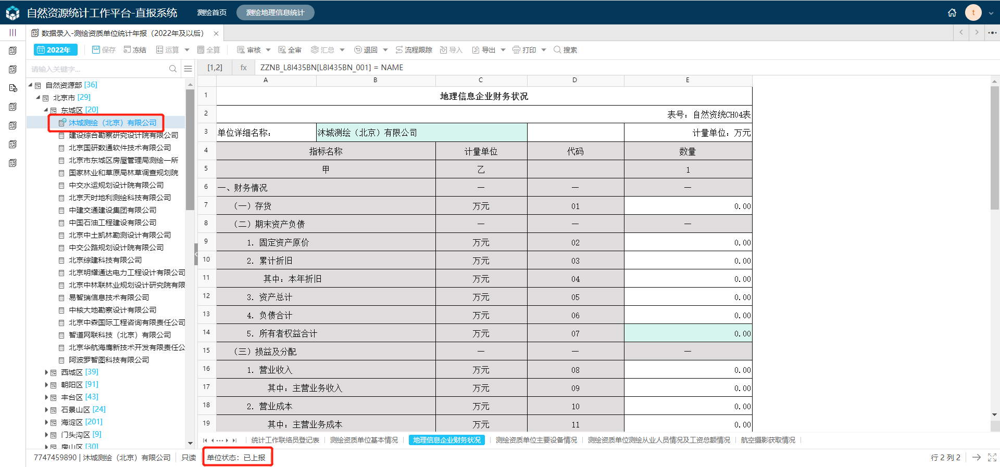 自然资源统计工作平台-直报系统 测绘首页 测绘地理信息统计 t
数据录入-测绘资质单位统计年报（2022年及以后） ×
2022年 保存 冻结 运算 全算 审核 全审 汇总 退回 流程跟踪 导入 导出 打印 搜索
请输入关键字...
[1,2] fx ZZNB_L8I435BN[L8I435BN_001] = NAME
自然资源部 [36]
北京市 [29]
东城区 [20]
沐城测绘（北京）有限公司
建设综合勘察研究设计院有限公司
北京国研数通软件技术有限公司
北京市东城区房屋管理局测绘一所
国家林业和草原局林草调查规划院
中交水运规划设计院有限公司
北京天时地利测绘科技有限公司
中建交通建设集团有限公司
中国石油工程建设有限公司
北京中土凯林勘测设计有限公司
中交公路规划设计院有限公司
北京综建科技有限公司
北京明耀通达电力工程设计有限公司
北京中林联林业规划设计研究院有限
易智瑞信息技术有限公司
中核大地勘察设计有限公司
北京中森国际工程咨询有限责任公司
智道网联科技（北京）有限公司
北京华航海鹰新技术开发有限责任公
阿波罗智图科技有限公司
西城区 [39]
朝阳区 [91]
丰台区 [43]
石景山区 [24]
海淀区 [201]
门头沟区 [9]
房山区 [30]
A B C D E
1 地理信息企业财务状况
2 表号：自然资统CH04表
3 单位详细名称： 沐城测绘（北京）有限公司 计量单位：万元
4 指标名称 计量单位 代码 数量
5 甲 乙 1
6 一、财务情况 — — —
7 （一）存货 万元 01 0.00
8 （二）期末资产负债 — — —
9 1. 固定资产原价 万元 02 0.00
10 2. 累计折旧 万元 03 0.00
11 其中：本年折旧 万元 04 0.00
12 3. 资产总计 万元 05 0.00
13 4. 负债合计 万元 06 0.00
14 5. 所有者权益合计 万元 07 0.00
15 （三）损益及分配 — — —
16 1. 营业收入 万元 08 0.00
17 其中：主营业务收入 万元 09 0.00
18 2. 营业成本 万元 10 0.00
19 其中：主营业务成本 万元 11 0.00
统计工作联络员登记表 测绘资质单位基本情况 地理信息企业财务状况 测绘资质单位主要设备情况 测绘资质单位测绘从业人员情况及工资总额情况 航空摄影获取情况
7747459890 | 沐城测绘（北京）有限公司 只读 单位状态：已上报 行 2 列 2